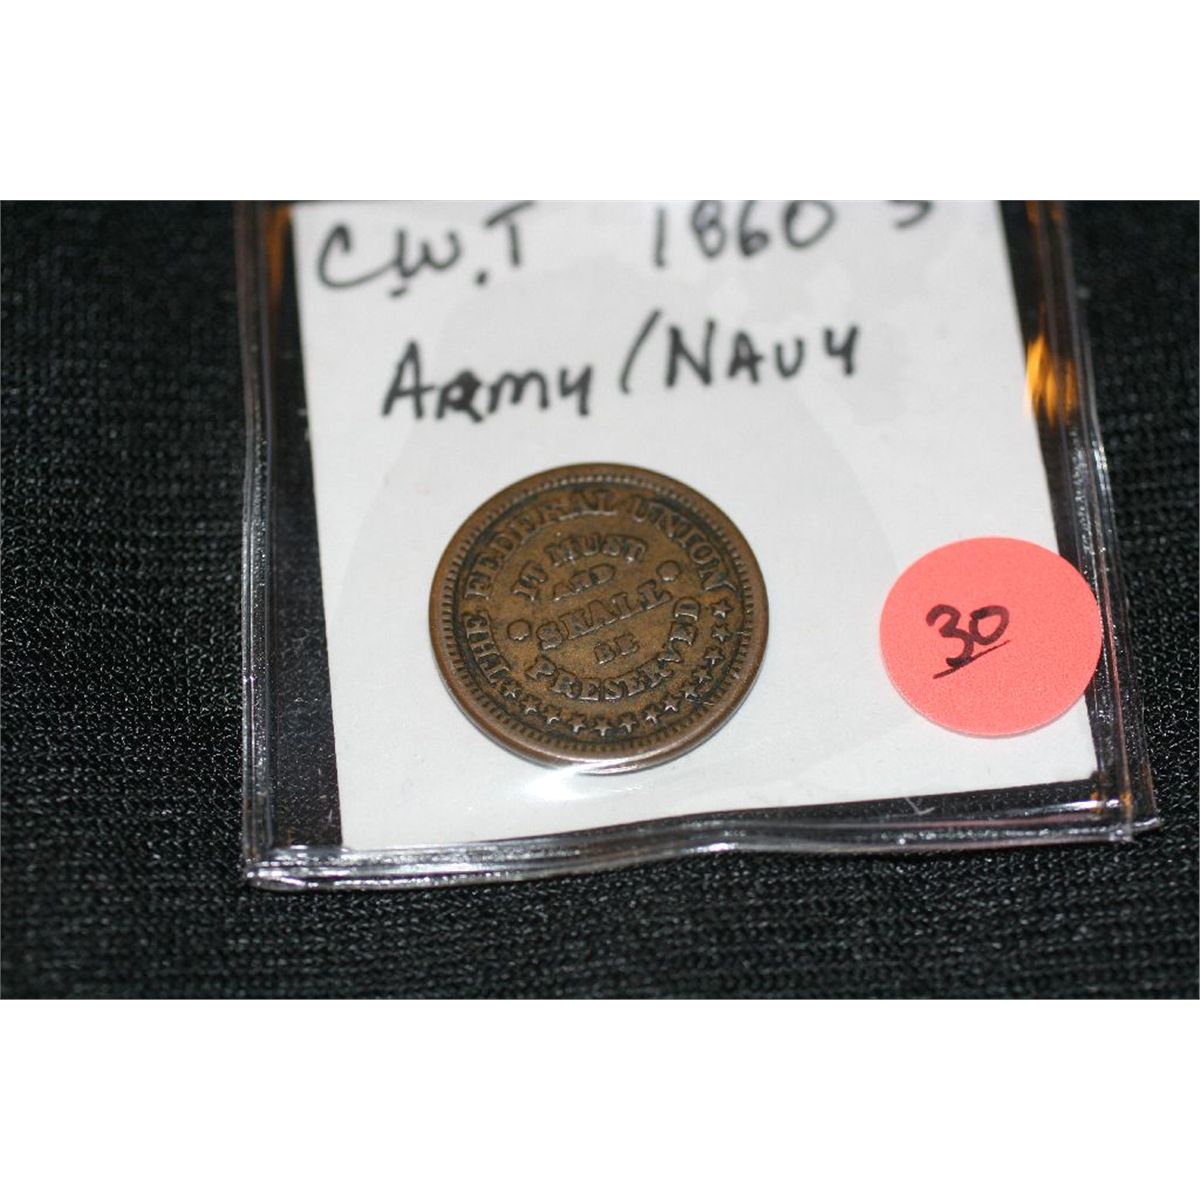 C.W.T 1860's
Army/Navy
THE FEDERAL UNION
IT MUST
AND
SHALL
BE
PRESERVED
30